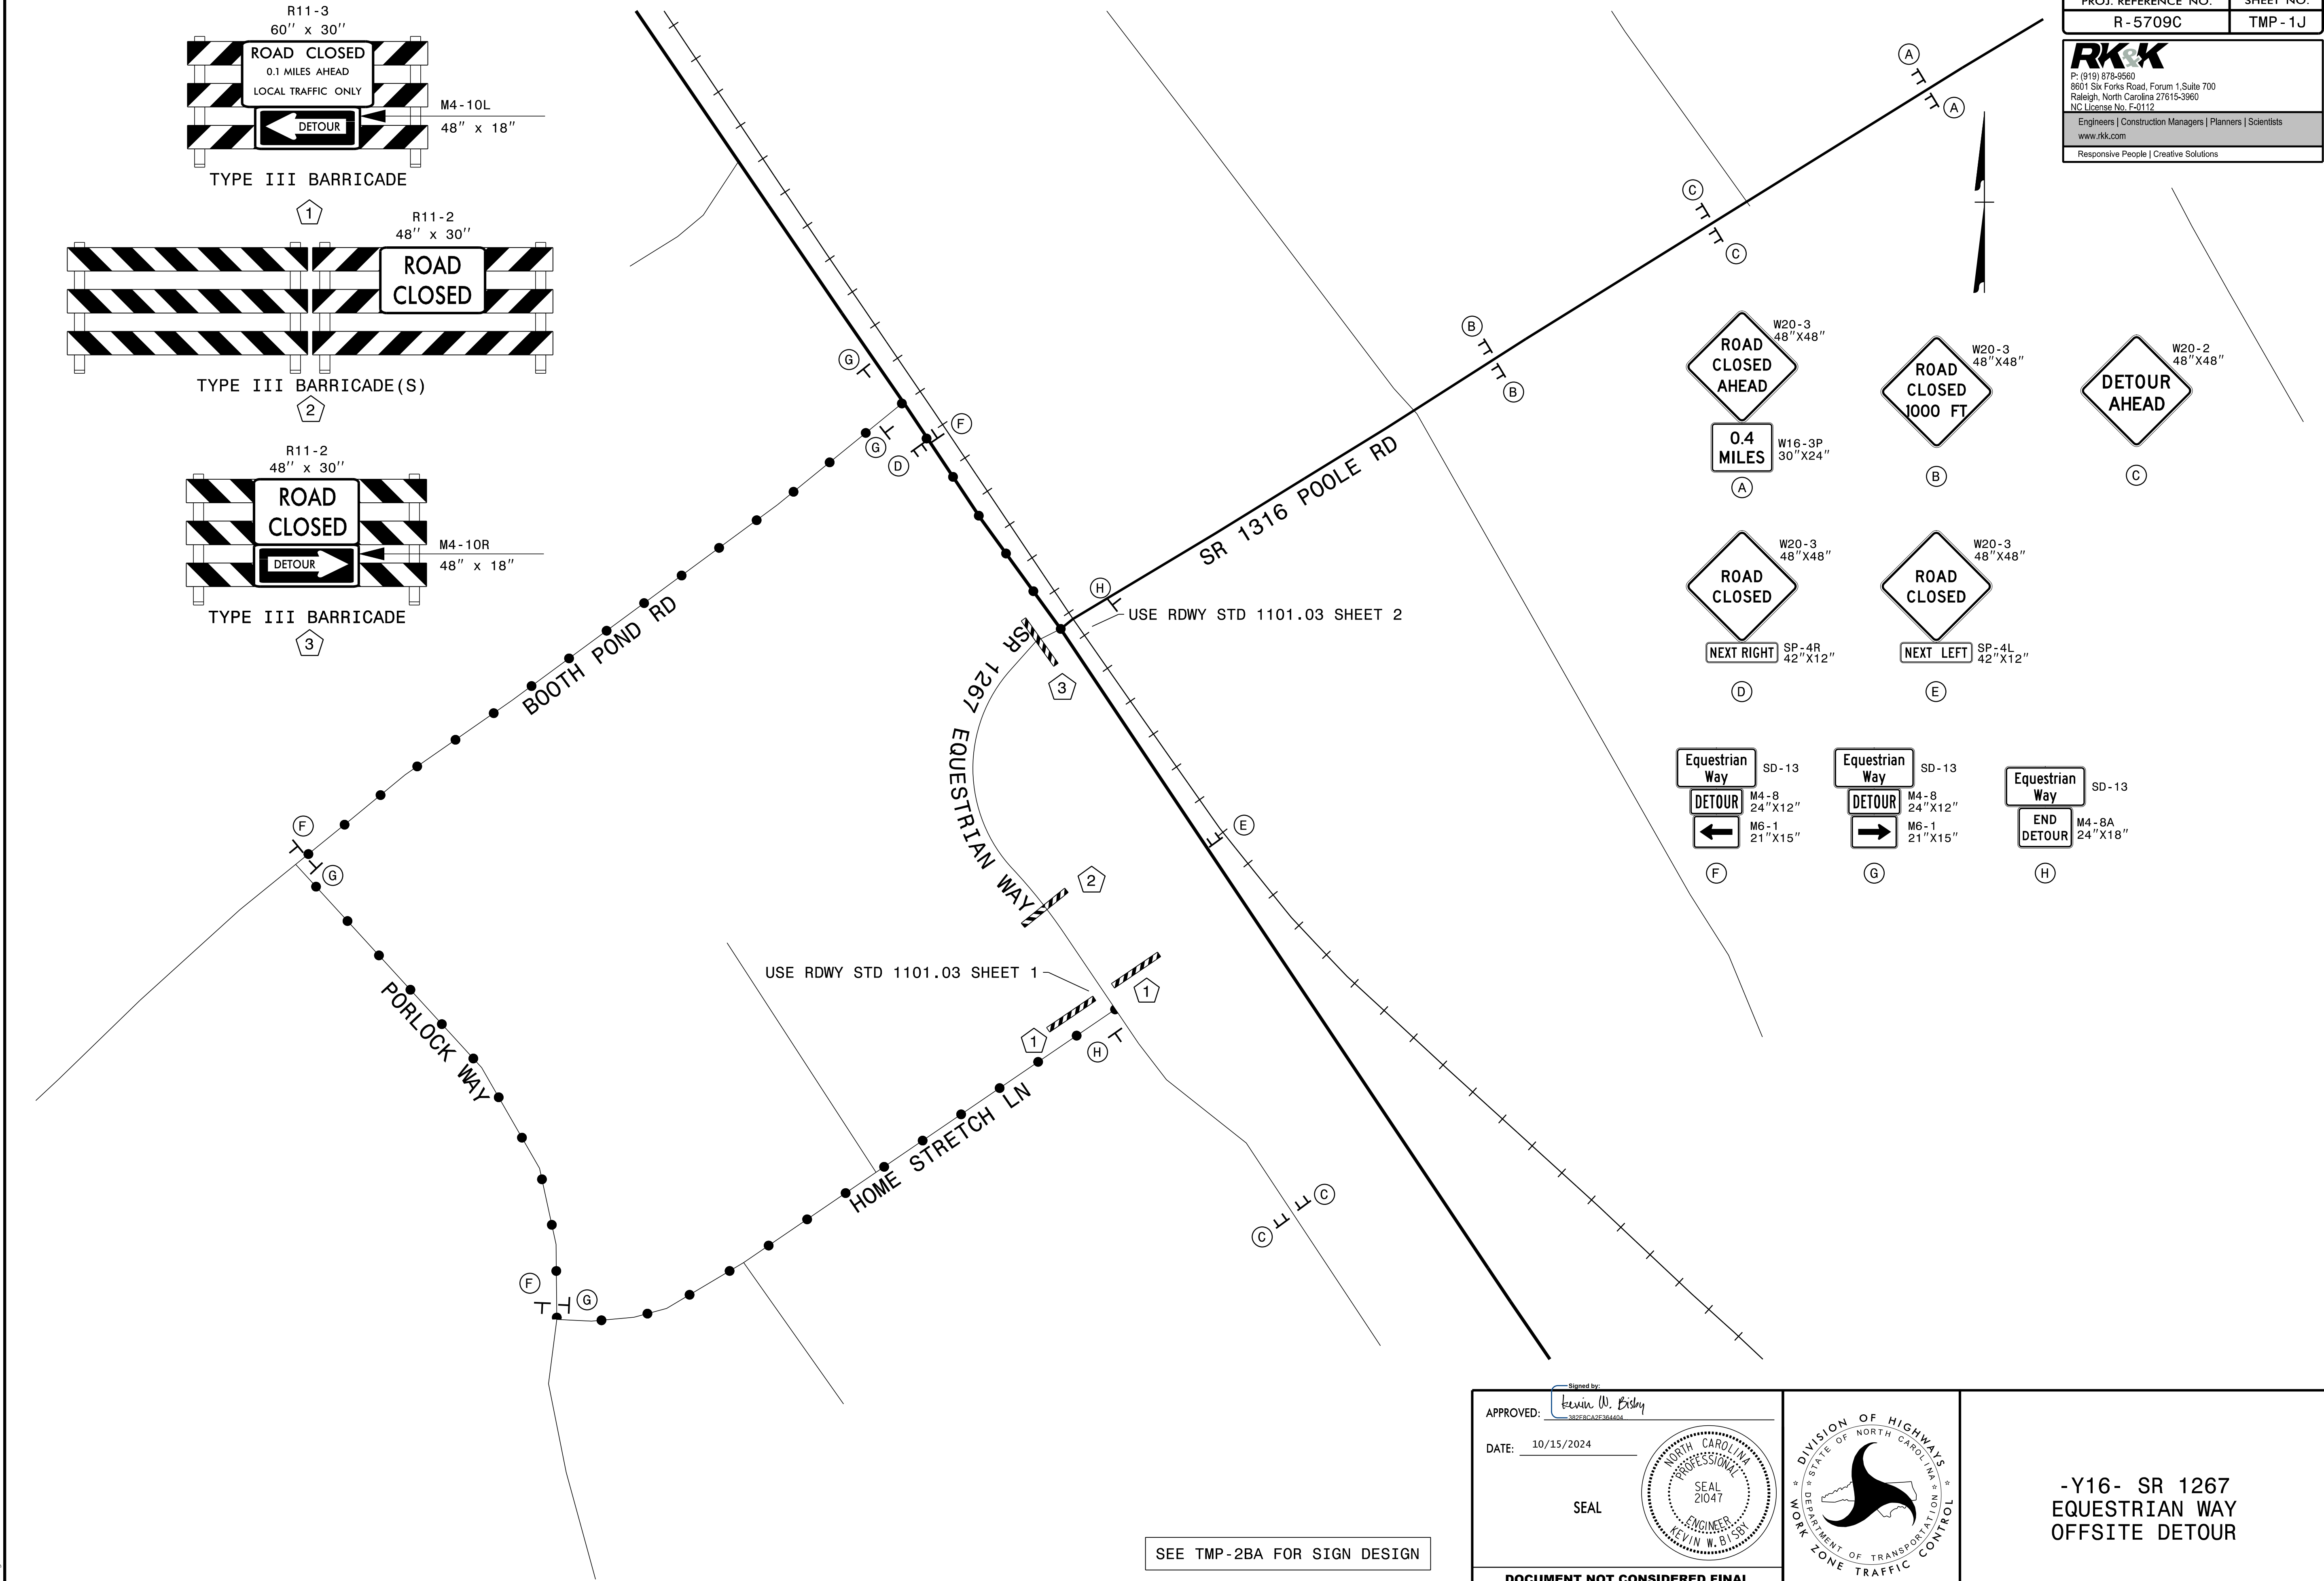 R11-3
60" x 30"
ROAD CLOSED
0.1 MILES AHEAD
LOCAL TRAFFIC ONLY
DETOUR
M4-10L
48" x 18"
TYPE III BARRICADE
1
R11-2
48" x 30"
ROAD
CLOSED
TYPE III BARRICADE(S)
2
R11-2
48" x 30"
ROAD
CLOSED
DETOUR
M4-10R
48" x 18"
TYPE III BARRICADE
3
PROJ. REFERENCE NO.
SHEET NO.
R-5709C
TMP-1J
RK&K
P: (919) 878-9560
8601 Six Forks Road, Forum 1,Suite 700
Raleigh, North Carolina 27615-3960
NC License No. F-0112
Engineers | Construction Managers | Planners | Scientists
www.rkk.com
Responsive People | Creative Solutions
A
A
C
C
B
B
G
F
G
D
H
SR 1316 POOLE RD
USE RDWY STD 1101.03 SHEET 2
BOOTH POND RD
SR 1267 EQUESTRIAN WAY
3
E
F
G
2
USE RDWY STD 1101.03 SHEET 1
1
1
H
PORLOCK WAY
HOME STRETCH LN
C
C
F
G
ROAD
CLOSED
AHEAD
W20-3
48"X48"
0.4
MILES
W16-3P
30"X24"
A
ROAD
CLOSED
1000 FT
W20-3
48"X48"
B
DETOUR
AHEAD
W20-2
48"X48"
C
ROAD
CLOSED
W20-3
48"X48"
NEXT RIGHT
SP-4R
42"X12"
D
ROAD
CLOSED
W20-3
48"X48"
NEXT LEFT
SP-4L
42"X12"
E
Equestrian
Way
SD-13
DETOUR
M4-8
24"X12"
M6-1
21"X15"
F
Equestrian
Way
SD-13
DETOUR
M4-8
24"X12"
M6-1
21"X15"
G
Equestrian
Way
SD-13
END
DETOUR
M4-8A
24"X18"
H
SEE TMP-2BA FOR SIGN DESIGN
Signed by:
APPROVED: Kevin W. Bisby
382F8CA2F364404
DATE: 10/15/2024
SEAL
NORTH CAROLINA
PROFESSIONAL
SEAL
21047
ENGINEER
KEVIN W. BISBY
DOCUMENT NOT CONSIDERED FINAL
DIVISION OF HIGHWAYS
STATE OF NORTH CAROLINA
DEPARTMENT OF TRANSPORTATION
WORK ZONE TRAFFIC CONTROL
-Y16- SR 1267
EQUESTRIAN WAY
OFFSITE DETOUR